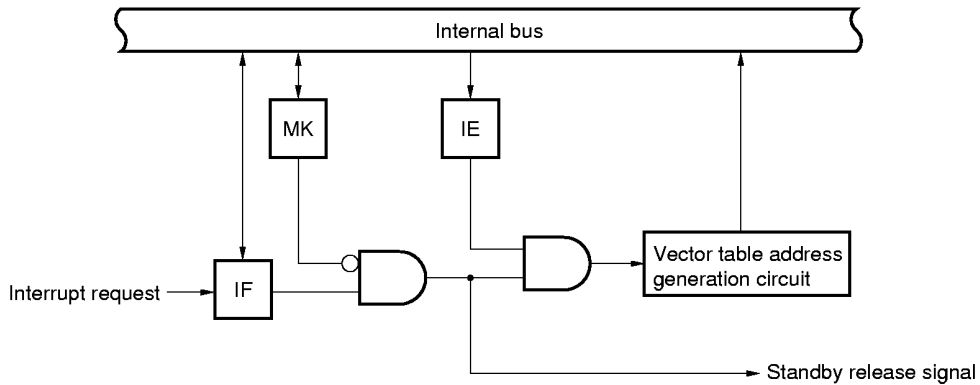 Internal bus
MK
IE
Vector table address
generation circuit
Interrupt request
IF
Standby release signal